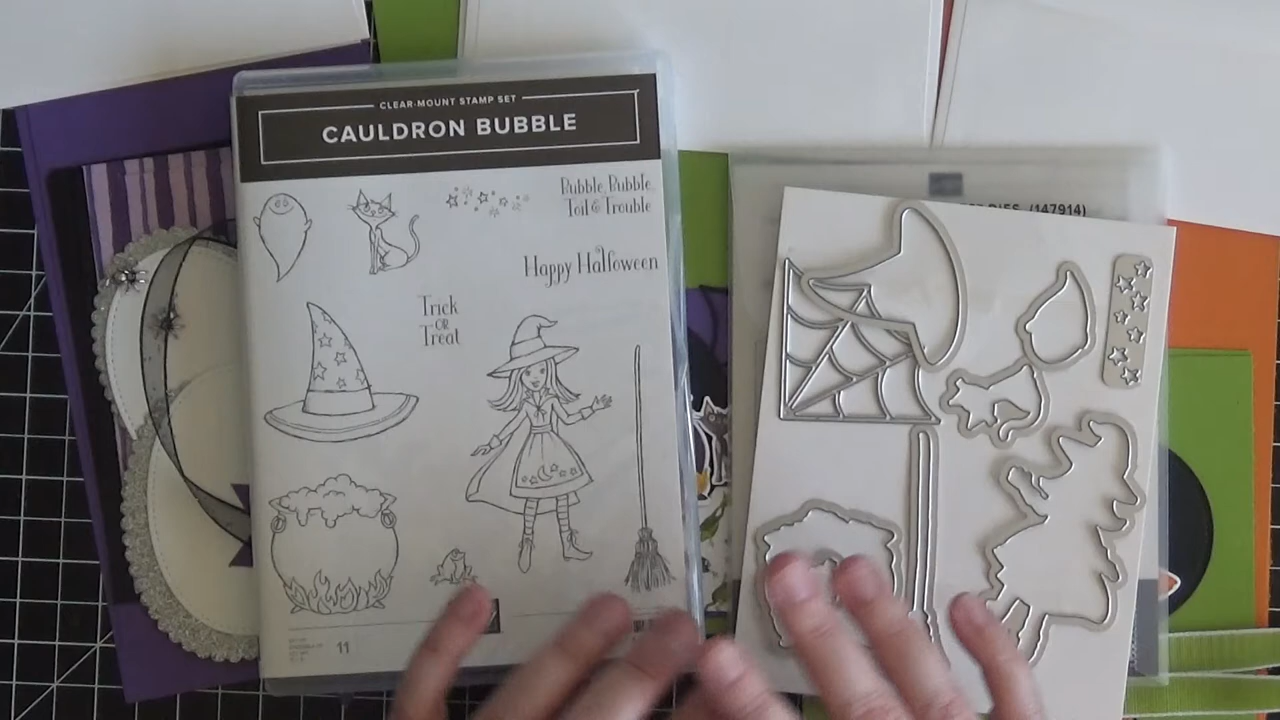 CLEAR-MOUNT STAMP SET
CAULDRON BUBBLE
Bubble, Bubble,
Toil & Trouble
Happy Halloween
Trick
OR
Treat
11
DIES (147914)